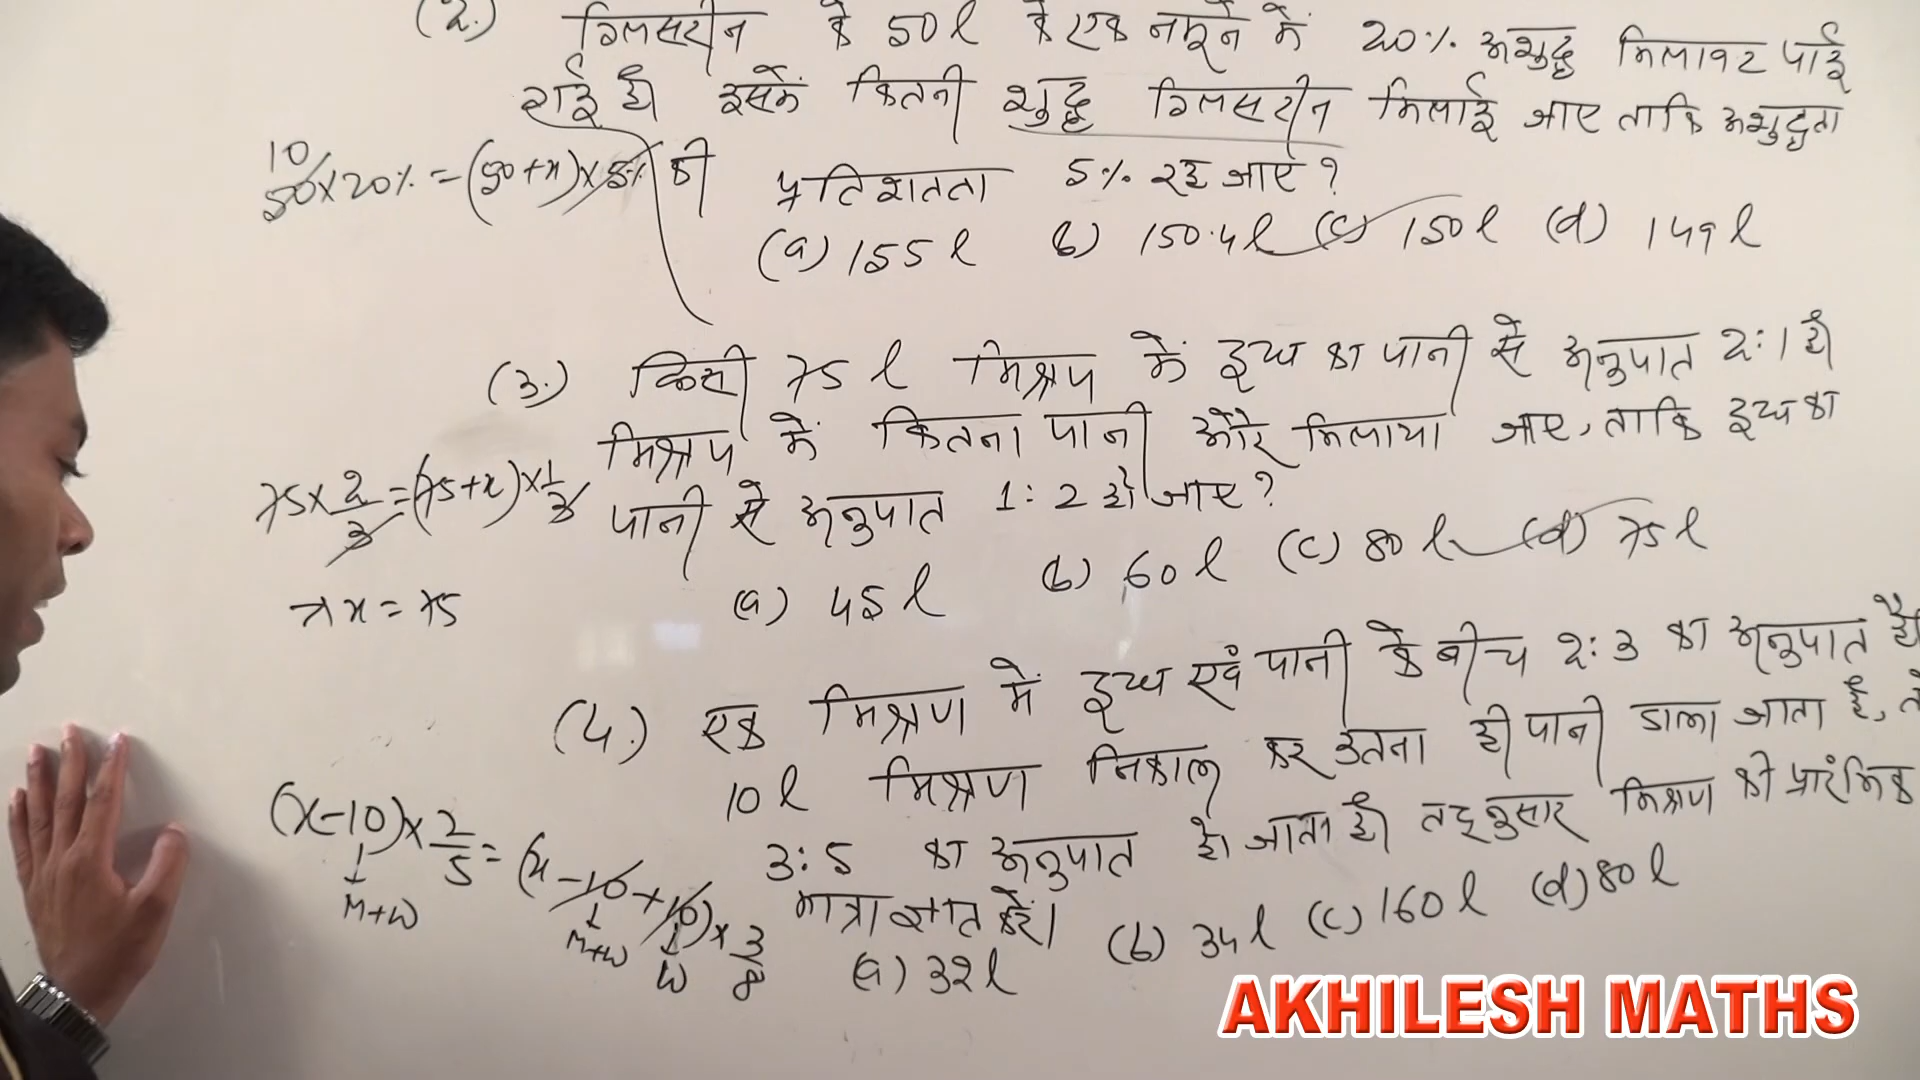 (2.) गिलसरीन के 50 l के एक नमूने में 20% अशुद्ध मिलावट पाई
गई है। इसमें कितनी शुद्ध गिलसरीन मिलाई जाए ताकि अशुद्धता
की प्रतिशतता 5% रह जाए ?
10
50 x 20% = (50+x) x 5%
(a) 155 l b) 150.4 l (c) 150 l (d) 149 l
(3.) किसी 75 l मिश्रण में दूध का पानी से अनुपात 2:1 है।
मिश्रण में कितना पानी और मिलाया जाए, ताकि दूध का
पानी से अनुपात 1:2 हो जाए ?
75 x 2/3 = (75+x) x 1/3
x = 75
(a) 45 l (b) 60 l (c) 80 l (d) 75 l
(4.) एक मिश्रण में दूध एवं पानी के बीच 2:3 का अनुपात है।
10 l मिश्रण निकाल कर उतना ही पानी डाला जाता है, तो
3:5 का अनुपात हो जाता है। तद्नुसार मिश्रण की प्रारंभिक
मात्रा ज्ञात करें।
(x-10) x 2/5 = (x-10+10) x 3/8
M+W M+W W
(a) 32 l (b) 34 l (c) 160 l (d) 80 l
AKHILESH MATHS